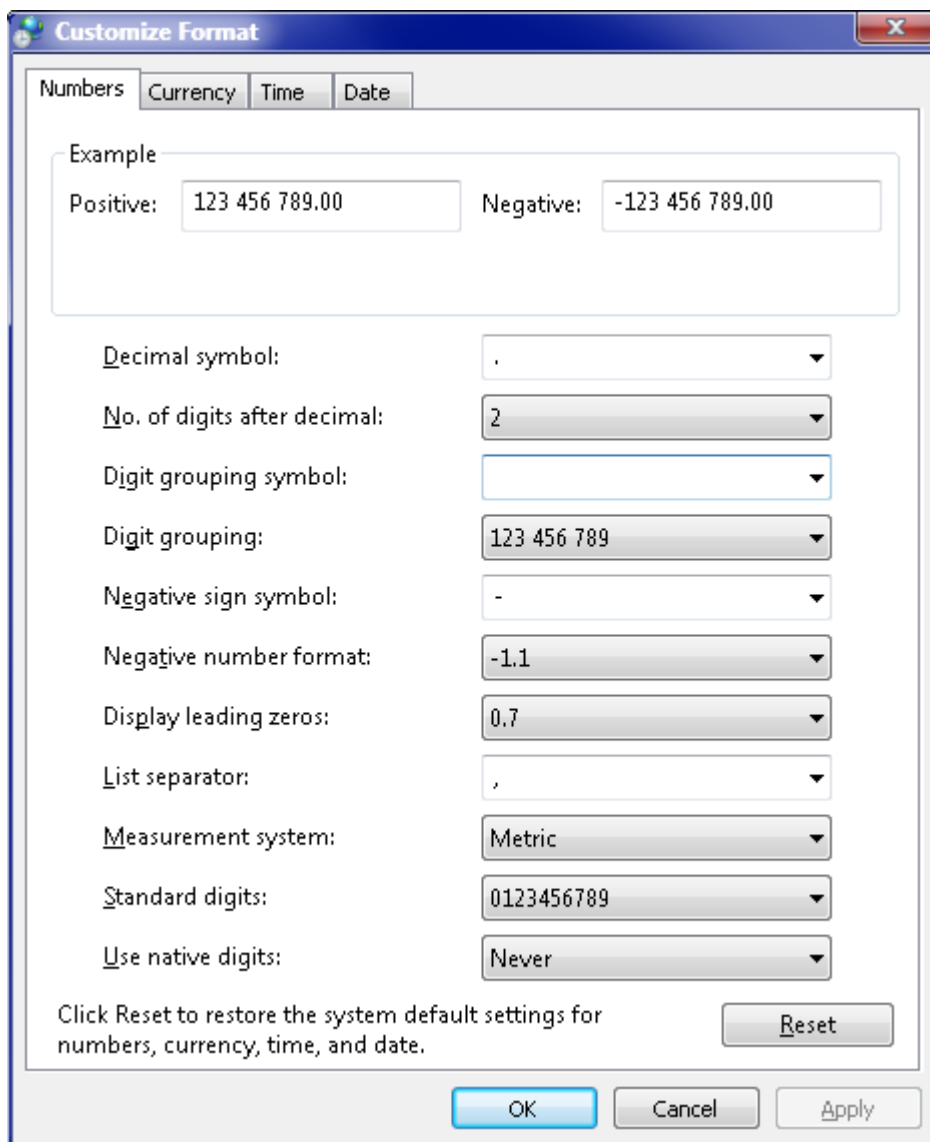 Customize Format
Numbers Currency Time Date
Example
Positive: 123 456 789.00 Negative: -123 456 789.00
Decimal symbol: .
No. of digits after decimal: 2
Digit grouping symbol:
Digit grouping: 123 456 789
Negative sign symbol: -
Negative number format: -1.1
Display leading zeros: 0.7
List separator: ,
Measurement system: Metric
Standard digits: 0123456789
Use native digits: Never
Click Reset to restore the system default settings for
numbers, currency, time, and date.
Reset
OK Cancel Apply